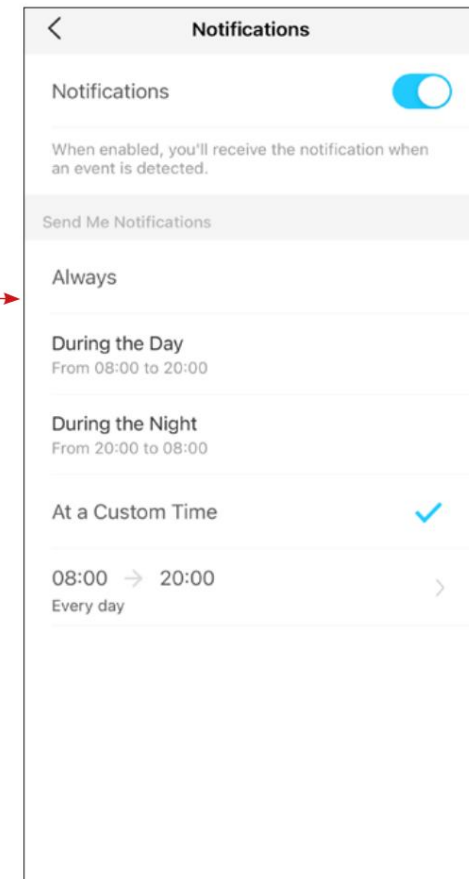 Notifications
Notifications
When enabled, you'll receive the notification when
an event is detected.
Send Me Notifications
Always
During the Day
From 08:00 to 20:00
During the Night
From 20:00 to 08:00
At a Custom Time
08:00 → 20:00
Every day